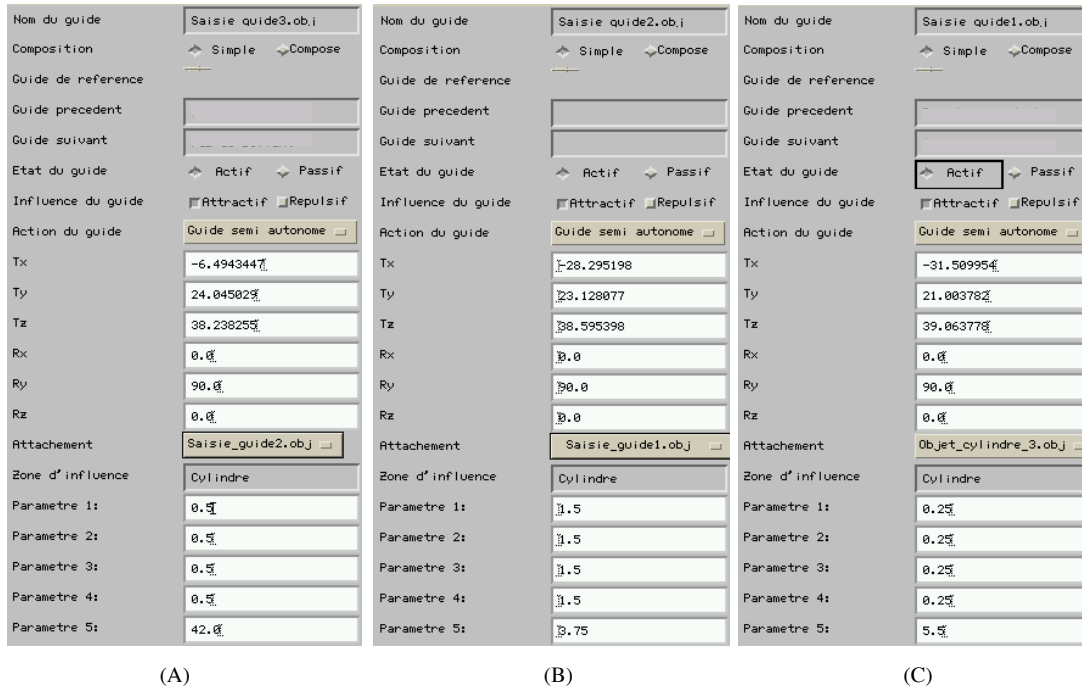 Nom du guide Saisie guide3.obj
Composition Simple Compose
Guide de reference
Guide precedent
Guide suivant
Etat du guide Actif Passif
Influence du guide Attractif Repulsif
Action du guide Guide semi autonome
Tx -6.4943447
Ty 24.045029
Tz 38.238255
Rx 0.0
Ry 90.0
Rz 0.0
Attachement Saisie_guide2.obj
Zone d'influence Cylindre
Parametre 1: 0.5
Parametre 2: 0.5
Parametre 3: 0.5
Parametre 4: 0.5
Parametre 5: 42.0
(A)
Nom du guide Saisie guide2.obj
Composition Simple Compose
Guide de reference
Guide precedent
Guide suivant
Etat du guide Actif Passif
Influence du guide Attractif Repulsif
Action du guide Guide semi autonome
Tx -28.295198
Ty 23.128077
Tz 38.595398
Rx 0.0
Ry 90.0
Rz 0.0
Attachement Saisie_guide1.obj
Zone d'influence Cylindre
Parametre 1: 1.5
Parametre 2: 1.5
Parametre 3: 1.5
Parametre 4: 1.5
Parametre 5: 3.75
(B)
Nom du guide Saisie guide1.obj
Composition Simple Compose
Guide de reference
Guide precedent
Guide suivant
Etat du guide Actif Passif
Influence du guide Attractif Repulsif
Action du guide Guide semi autonome
Tx -31.509954
Ty 21.003782
Tz 39.063778
Rx 0.0
Ry 90.0
Rz 0.0
Attachement Objet_cylindre_3.obj
Zone d'influence Cylindre
Parametre 1: 0.25
Parametre 2: 0.25
Parametre 3: 0.25
Parametre 4: 0.25
Parametre 5: 5.5
(C)